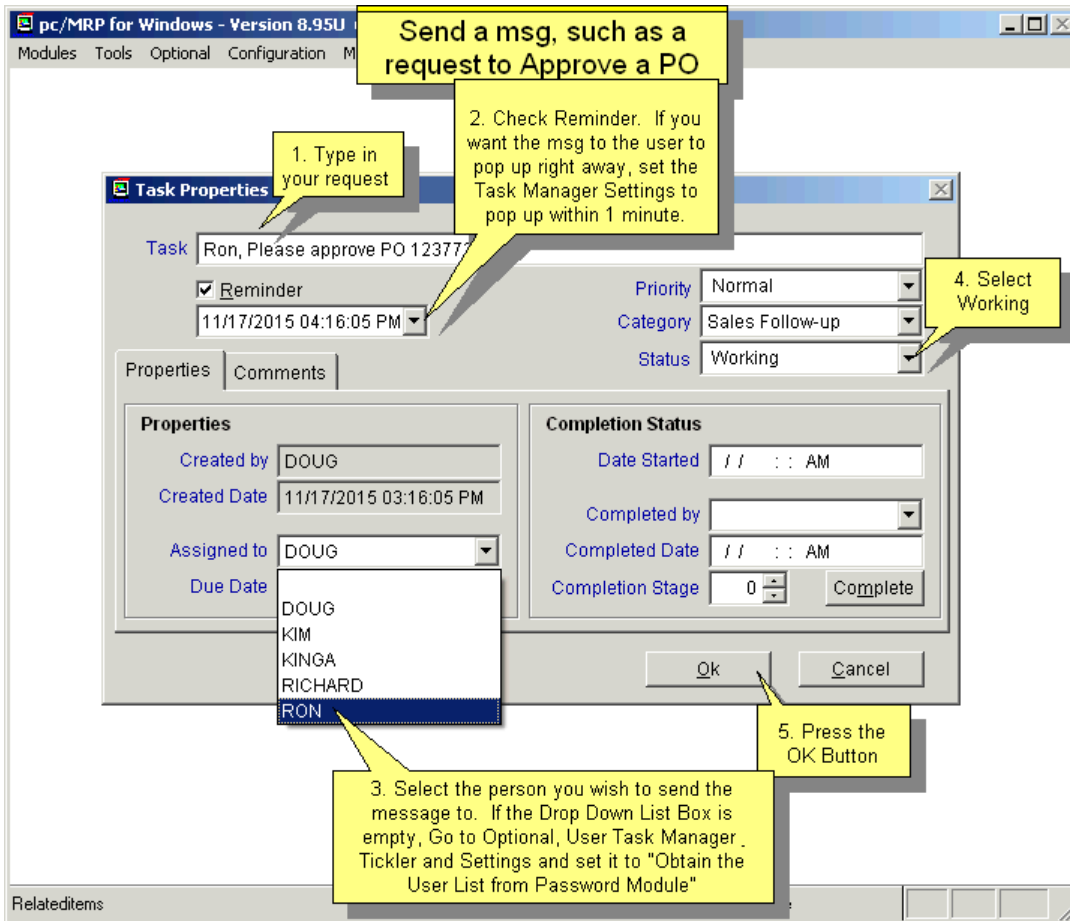 pc/MRP for Windows - Version 8.95U
Send a msg, such as a
request to Approve a PO
Modules Tools Optional Configuration M
2. Check Reminder. If you
want the msg to the user to
pop up right away, set the
Task Manager Settings to
pop up within 1 minute.
1. Type in
your request
Task Properties
Task Ron, Please approve PO 12377
Reminder
11/17/2015 04:16:05 PM
Priority Normal
Category Sales Follow-up
Status Working
4. Select
Working
Properties Comments
Properties
Created by DOUG
Created Date 11/17/2015 03:16:05 PM
Assigned to DOUG
Due Date
DOUG
KIM
KINGA
RICHARD
RON
Completion Status
Date Started / / : : AM
Completed by
Completed Date / / : : AM
Completion Stage 0 Complete
Ok Cancel
5. Press the
OK Button
3. Select the person you wish to send the
message to. If the Drop Down List Box is
empty, Go to Optional, User Task Manager
Tickler and Settings and set it to "Obtain the
User List from Password Module"
Relateditems